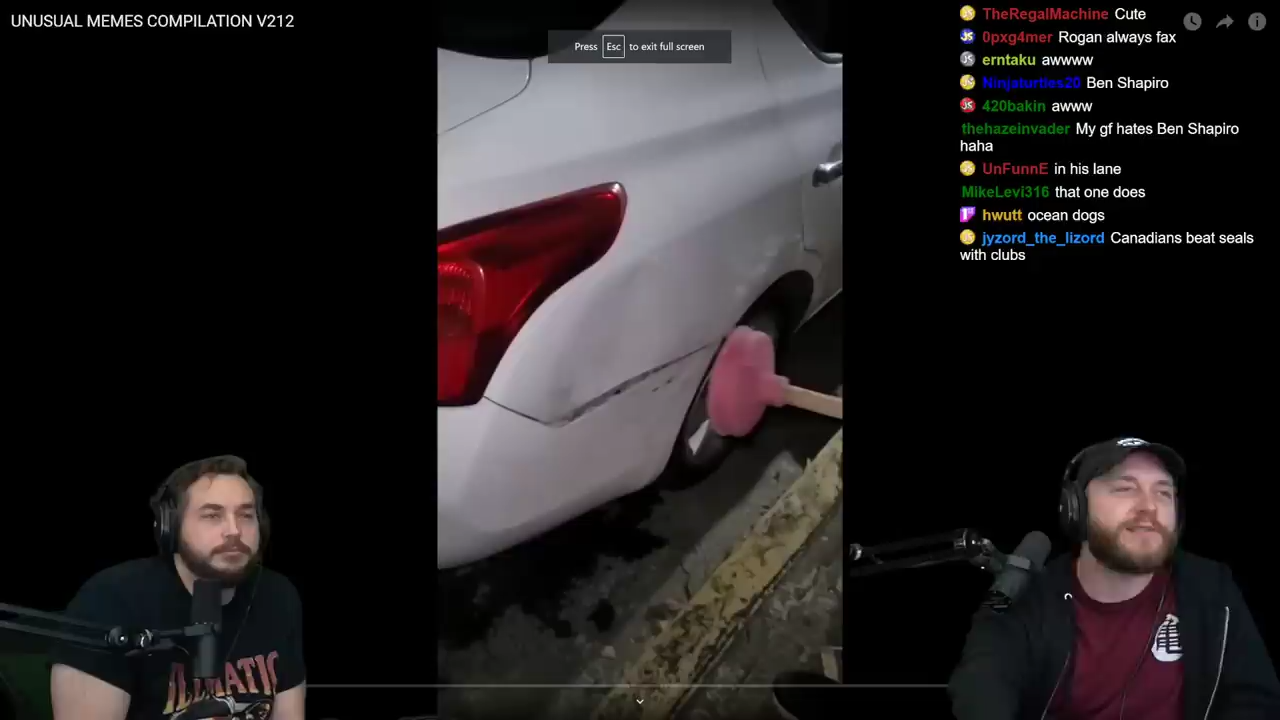 UNUSUAL MEMES COMPILATION V212
Press Esc to exit full screen
TheRegalMachine Cute
0pxg4mer Rogan always fax
erntaku awwww
Ninjaturtles20 Ben Shapiro
420bakin awww
thehazeinvader My gf hates Ben Shapiro
haha
UnFunnE in his lane
MikeLevi316 that one does
hwutt ocean dogs
jyzord_the_lizord Canadians beat seals
with clubs
ILLMATIC